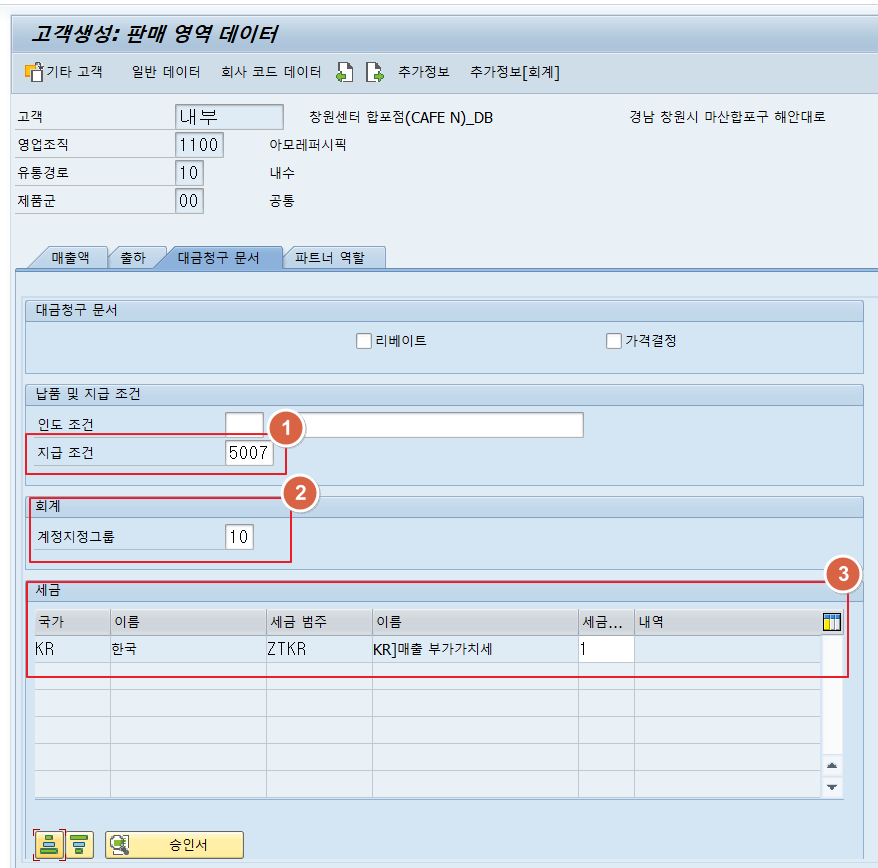 고객생성: 판매 영역 데이터
기타 고객 일반 데이터 회사 코드 데이터 추가정보 추가정보[회계]
고객 내부 창원센터 합포점(CAFE N)_DB 경남 창원시 마산합포구 해안대로
영업조직 1100 아모레퍼시픽
유통경로 10 내수
제품군 00 공통
매출액 출하 대금청구 문서 파트너 역할
대금청구 문서
리베이트 가격결정
납품 및 지급 조건
인도 조건
1
지급 조건 5007
2
회계
계정지정그룹 10
3
세금
국가 이름 세금 범주 이름 세금... 내역
KR 한국 ZTKR KR]매출 부가가치세 1
승인서